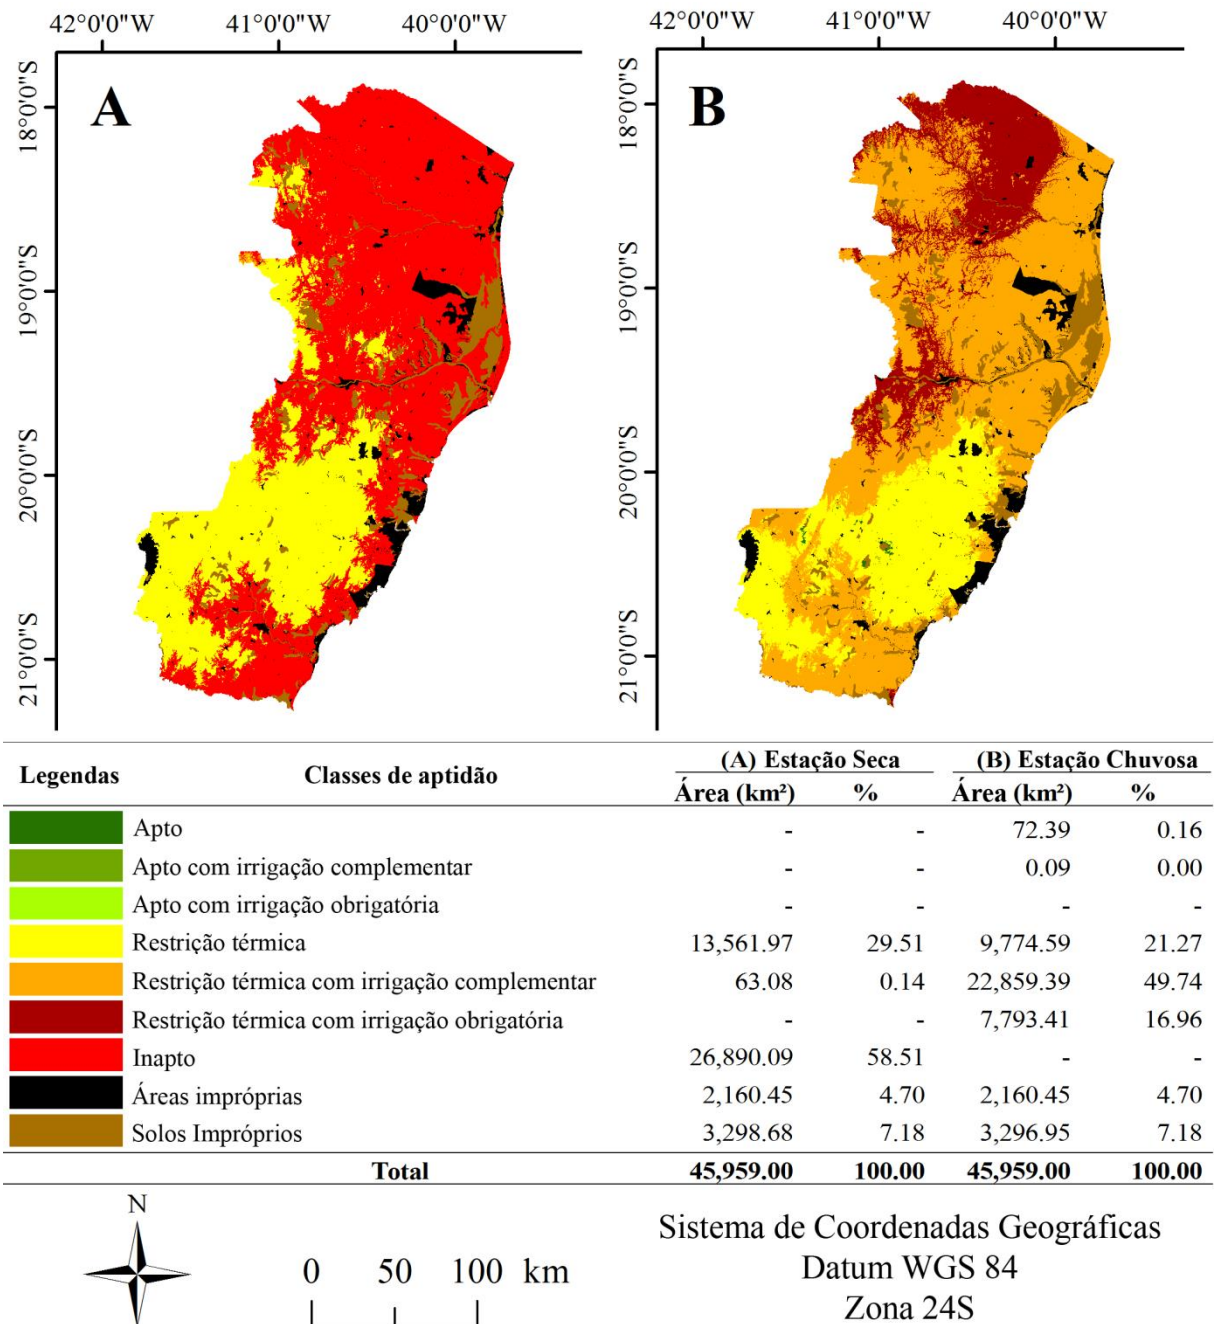 42°0'0"W 41°0'0"W 40°0'0"W
42°0'0"W 41°0'0"W 40°0'0"W
A
B
18°0'0"S
19°0'0"S
20°0'0"S
21°0'0"S
18°0'0"S
19°0'0"S
20°0'0"S
21°0'0"S
Legendas Classes de aptidão (A) Estação Seca (B) Estação Chuvosa
Área (km²) % Área (km²) %
Apto - - 72.39 0.16
Apto com irrigação complementar - - 0.09 0.00
Apto com irrigação obrigatória - - - -
Restrição térmica 13,561.97 29.51 9,774.59 21.27
Restrição térmica com irrigação complementar 63.08 0.14 22,859.39 49.74
Restrição térmica com irrigação obrigatória - - 7,793.41 16.96
Inapto 26,890.09 58.51 - -
Áreas impróprias 2,160.45 4.70 2,160.45 4.70
Solos Impróprios 3,298.68 7.18 3,296.95 7.18
Total 45,959.00 100.00 45,959.00 100.00
N
0 50 100 km
Sistema de Coordenadas Geográficas
Datum WGS 84
Zona 24S